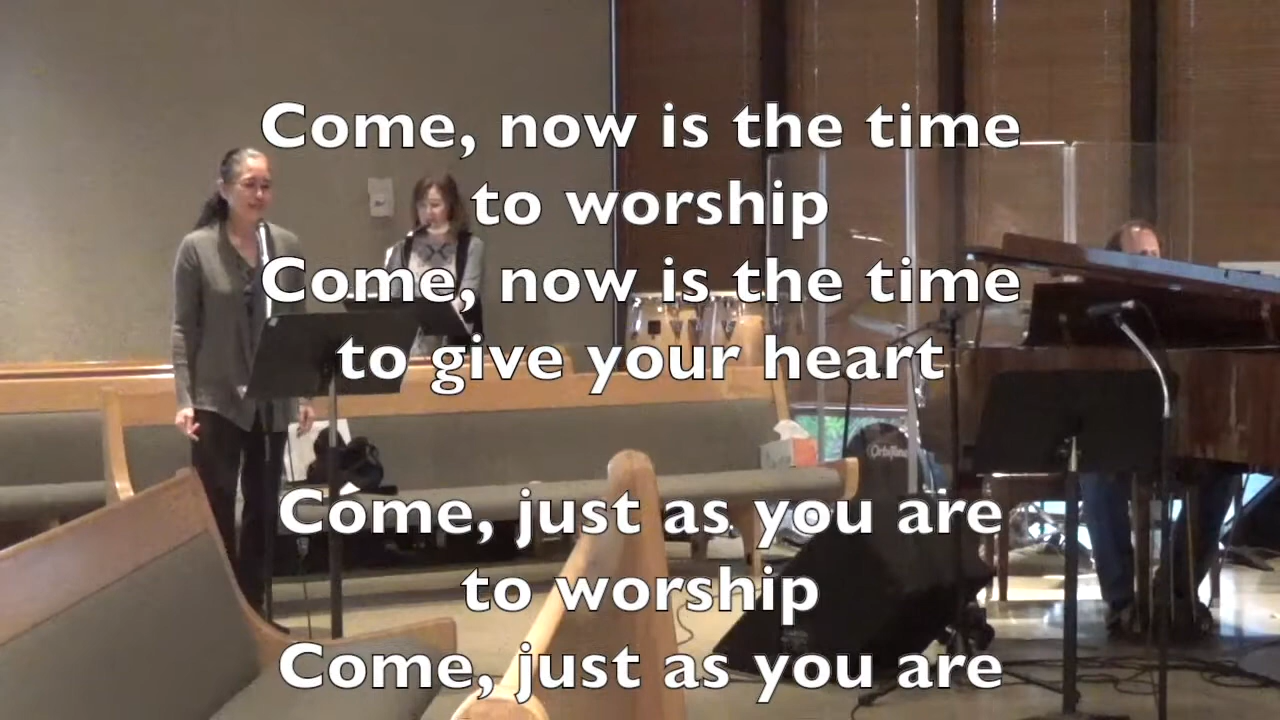 Come, now is the time
to worship
Come, now is the time
to give your heart
Come, just as you are
to worship
Come, just as you are